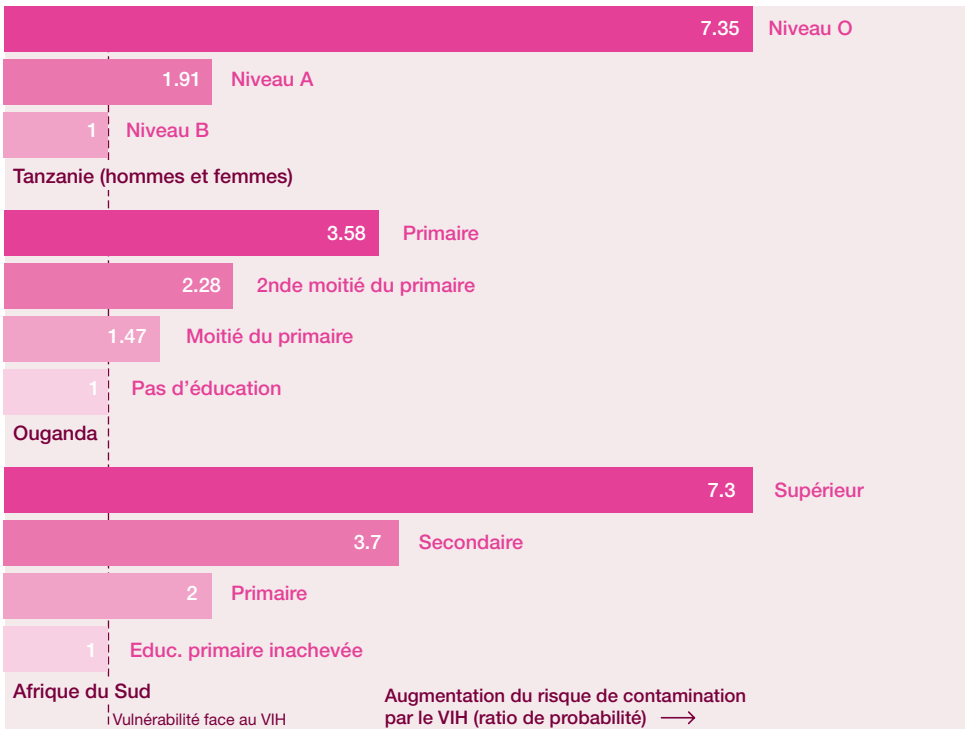 7.35 Niveau O
1.91 Niveau A
1 Niveau B
Tanzanie (hommes et femmes)
3.58 Primaire
2.28 2nde moitié du primaire
1.47 Moitié du primaire
1 Pas d’éducation
Ouganda
7.3 Supérieur
3.7 Secondaire
2 Primaire
1 Educ. primaire inachevée
Afrique du Sud
Vulnérabilité face au VIH
Augmentation du risque de contamination
par le VIH (ratio de probabilité)